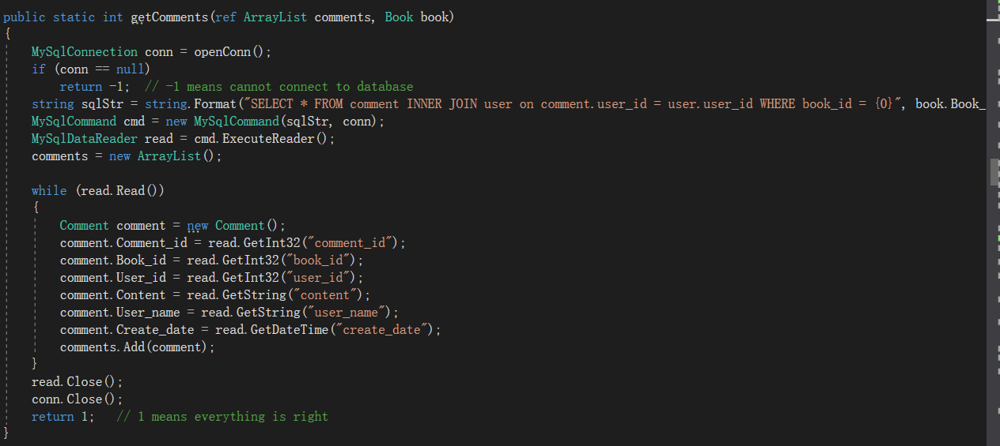 public static int getComments(ref ArrayList comments, Book book)
{
    MySqlConnection conn = openConn();
    if (conn == null)
        return -1;  // -1 means cannot connect to database
    string sqlStr = string.Format("SELECT * FROM comment INNER JOIN user on comment.user_id = user.user_id WHERE book_id = {0}", book.Book_
    MySqlCommand cmd = new MySqlCommand(sqlStr, conn);
    MySqlDataReader read = cmd.ExecuteReader();
    comments = new ArrayList();

    while (read.Read())
    {
        Comment comment = new Comment();
        comment.Comment_id = read.GetInt32("comment_id");
        comment.Book_id = read.GetInt32("book_id");
        comment.User_id = read.GetInt32("user_id");
        comment.Content = read.GetString("content");
        comment.User_name = read.GetString("user_name");
        comment.Create_date = read.GetDateTime("create_date");
        comments.Add(comment);
    }
    read.Close();
    conn.Close();
    return 1;   // 1 means everything is right
}